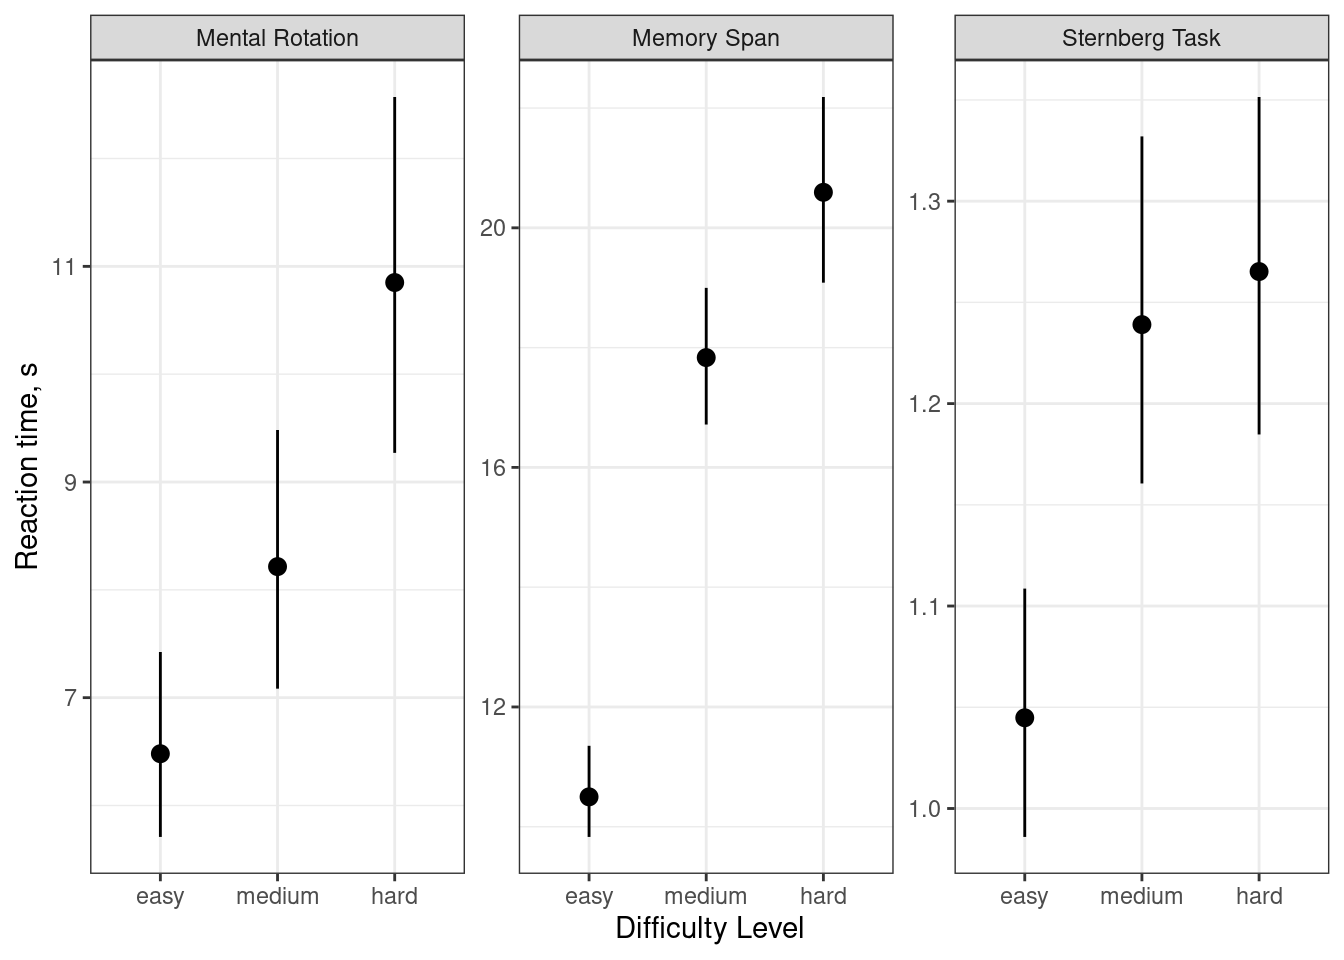 Mental Rotation
Memory Span
Sternberg Task
Reaction time, s
11
9
7
20
16
12
1.3
1.2
1.1
1.0
easy medium hard
easy medium hard
easy medium hard
Difficulty Level